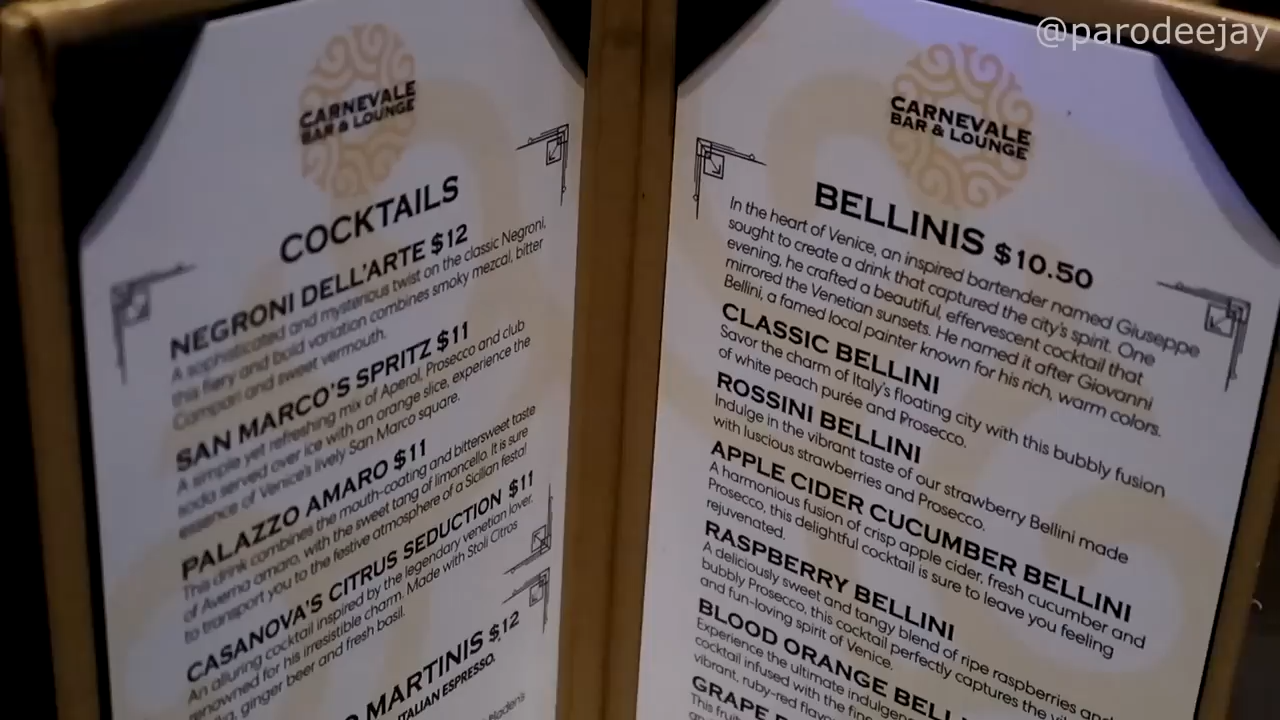 @parodeejay
CARNEVALE
BAR & LOUNGE
COCKTAILS
NEGRONI DELL'ARTE $12
A sophisticated and mysterious twist on the classic Negroni,
this fiery and bold variation combines smoky mezcal, bitter
Campari and sweet vermouth.
SAN MARCO'S SPRITZ $11
A simple yet refreshing mix of Aperol, Prosecco and club
soda served over ice with an orange slice, experience the
essence of Venice's lively San Marco square.
PALAZZO AMARO $11
This drink combines the mouth-coating and bittersweet taste
of Averna amaro, with the sweet tang of limoncello. It is sure
to transport you to the festive atmosphere of a Sicilian festa!
CASANOVA'S CITRUS SEDUCTION $11
An alluring cocktail inspired by the legendary venetian lover,
renowned for his irresistible charm. Made with Stoli Citros
ginger beer and fresh basil.
MARTINIS $12
ITALIAN ESPRESSO.
CARNEVALE
BAR & LOUNGE
BELLINIS $10.50
In the heart of Venice, an inspired bartender named Giuseppe
sought to create a drink that captured the city's spirit. One
evening, he crafted a beautiful, effervescent cocktail that
mirrored the Venetian sunsets. He named it after Giovanni
Bellini, a famed local painter known for his rich, warm colors.
CLASSIC BELLINI
Savor the charm of Italy's floating city with this bubbly fusion
of white peach purée and Prosecco.
ROSSINI BELLINI
Indulge in the vibrant taste of our strawberry Bellini made
with luscious strawberries and Prosecco.
APPLE CIDER CUCUMBER BELLINI
A harmonious fusion of crisp apple cider, fresh cucumber and
Prosecco, this delightful cocktail is sure to leave you feeling
rejuvenated.
RASPBERRY BELLINI
A deliciously sweet and tangy blend of ripe raspberries and
bubbly Prosecco, this cocktail perfectly captures the
and fun-loving spirit of Venice.
BLOOD ORANGE BELL
Experience the ultimate
cocktail infused with the
vibrant, ruby-red
GRAPE
This